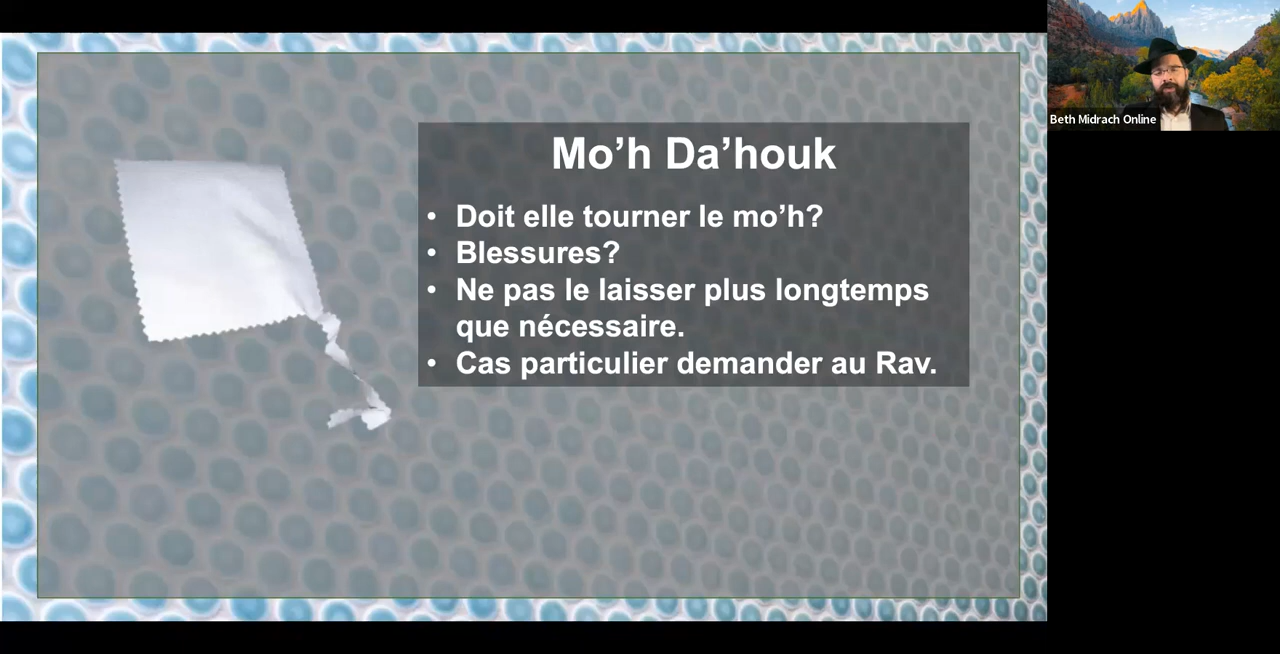 Mo’h Da’houk
• Doit elle tourner le mo’h?
• Blessures?
• Ne pas le laisser plus longtemps
que nécessaire.
• Cas particulier demander au Rav.
Beth Midrach Online